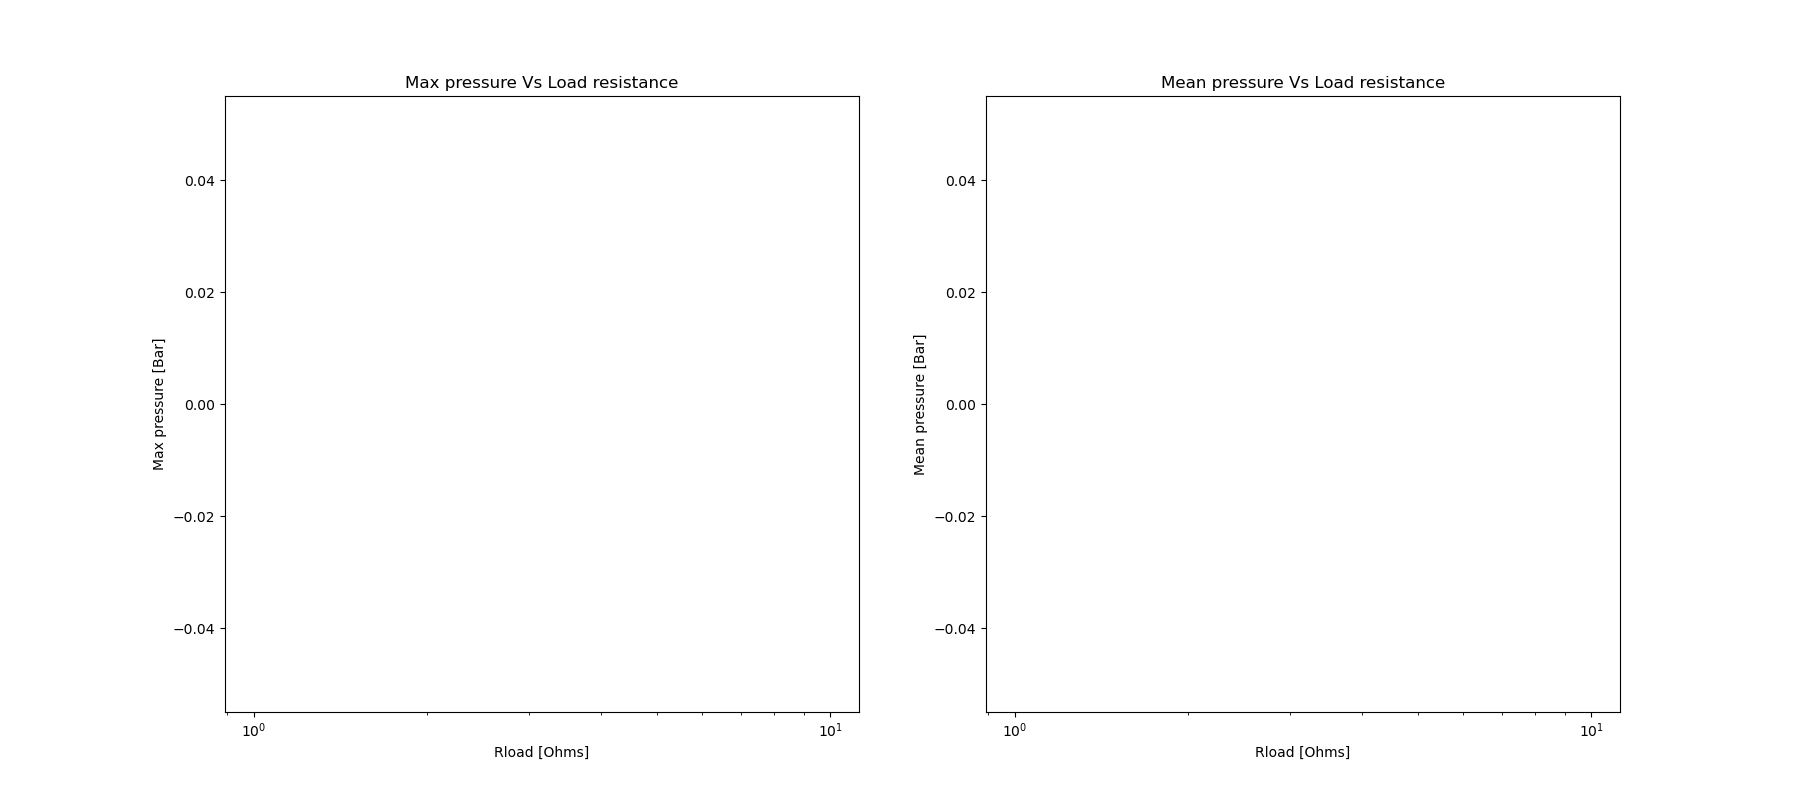 Max pressure Vs Load resistance
Max pressure [Bar]
0.04
0.02
0.00
−0.02
−0.04
10⁰
10¹
Rload [Ohms]
Mean pressure Vs Load resistance
Mean pressure [Bar]
0.04
0.02
0.00
−0.02
−0.04
10⁰
10¹
Rload [Ohms]